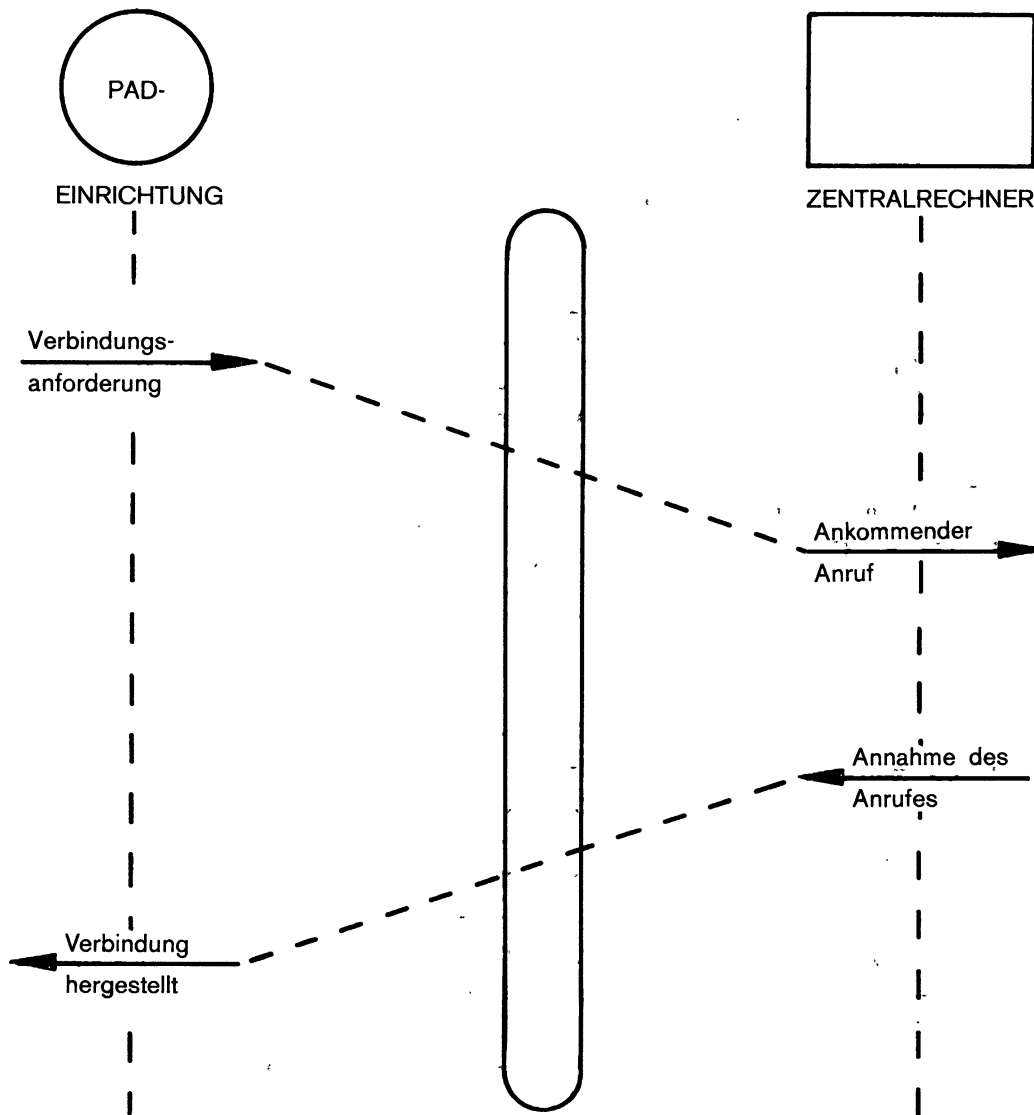 PAD-
EINRICHTUNG
ZENTRALRECHNER
Verbindungs-
anforderung
Ankommender
Anruf
Annahme des
Anrufes
Verbindung
hergestellt